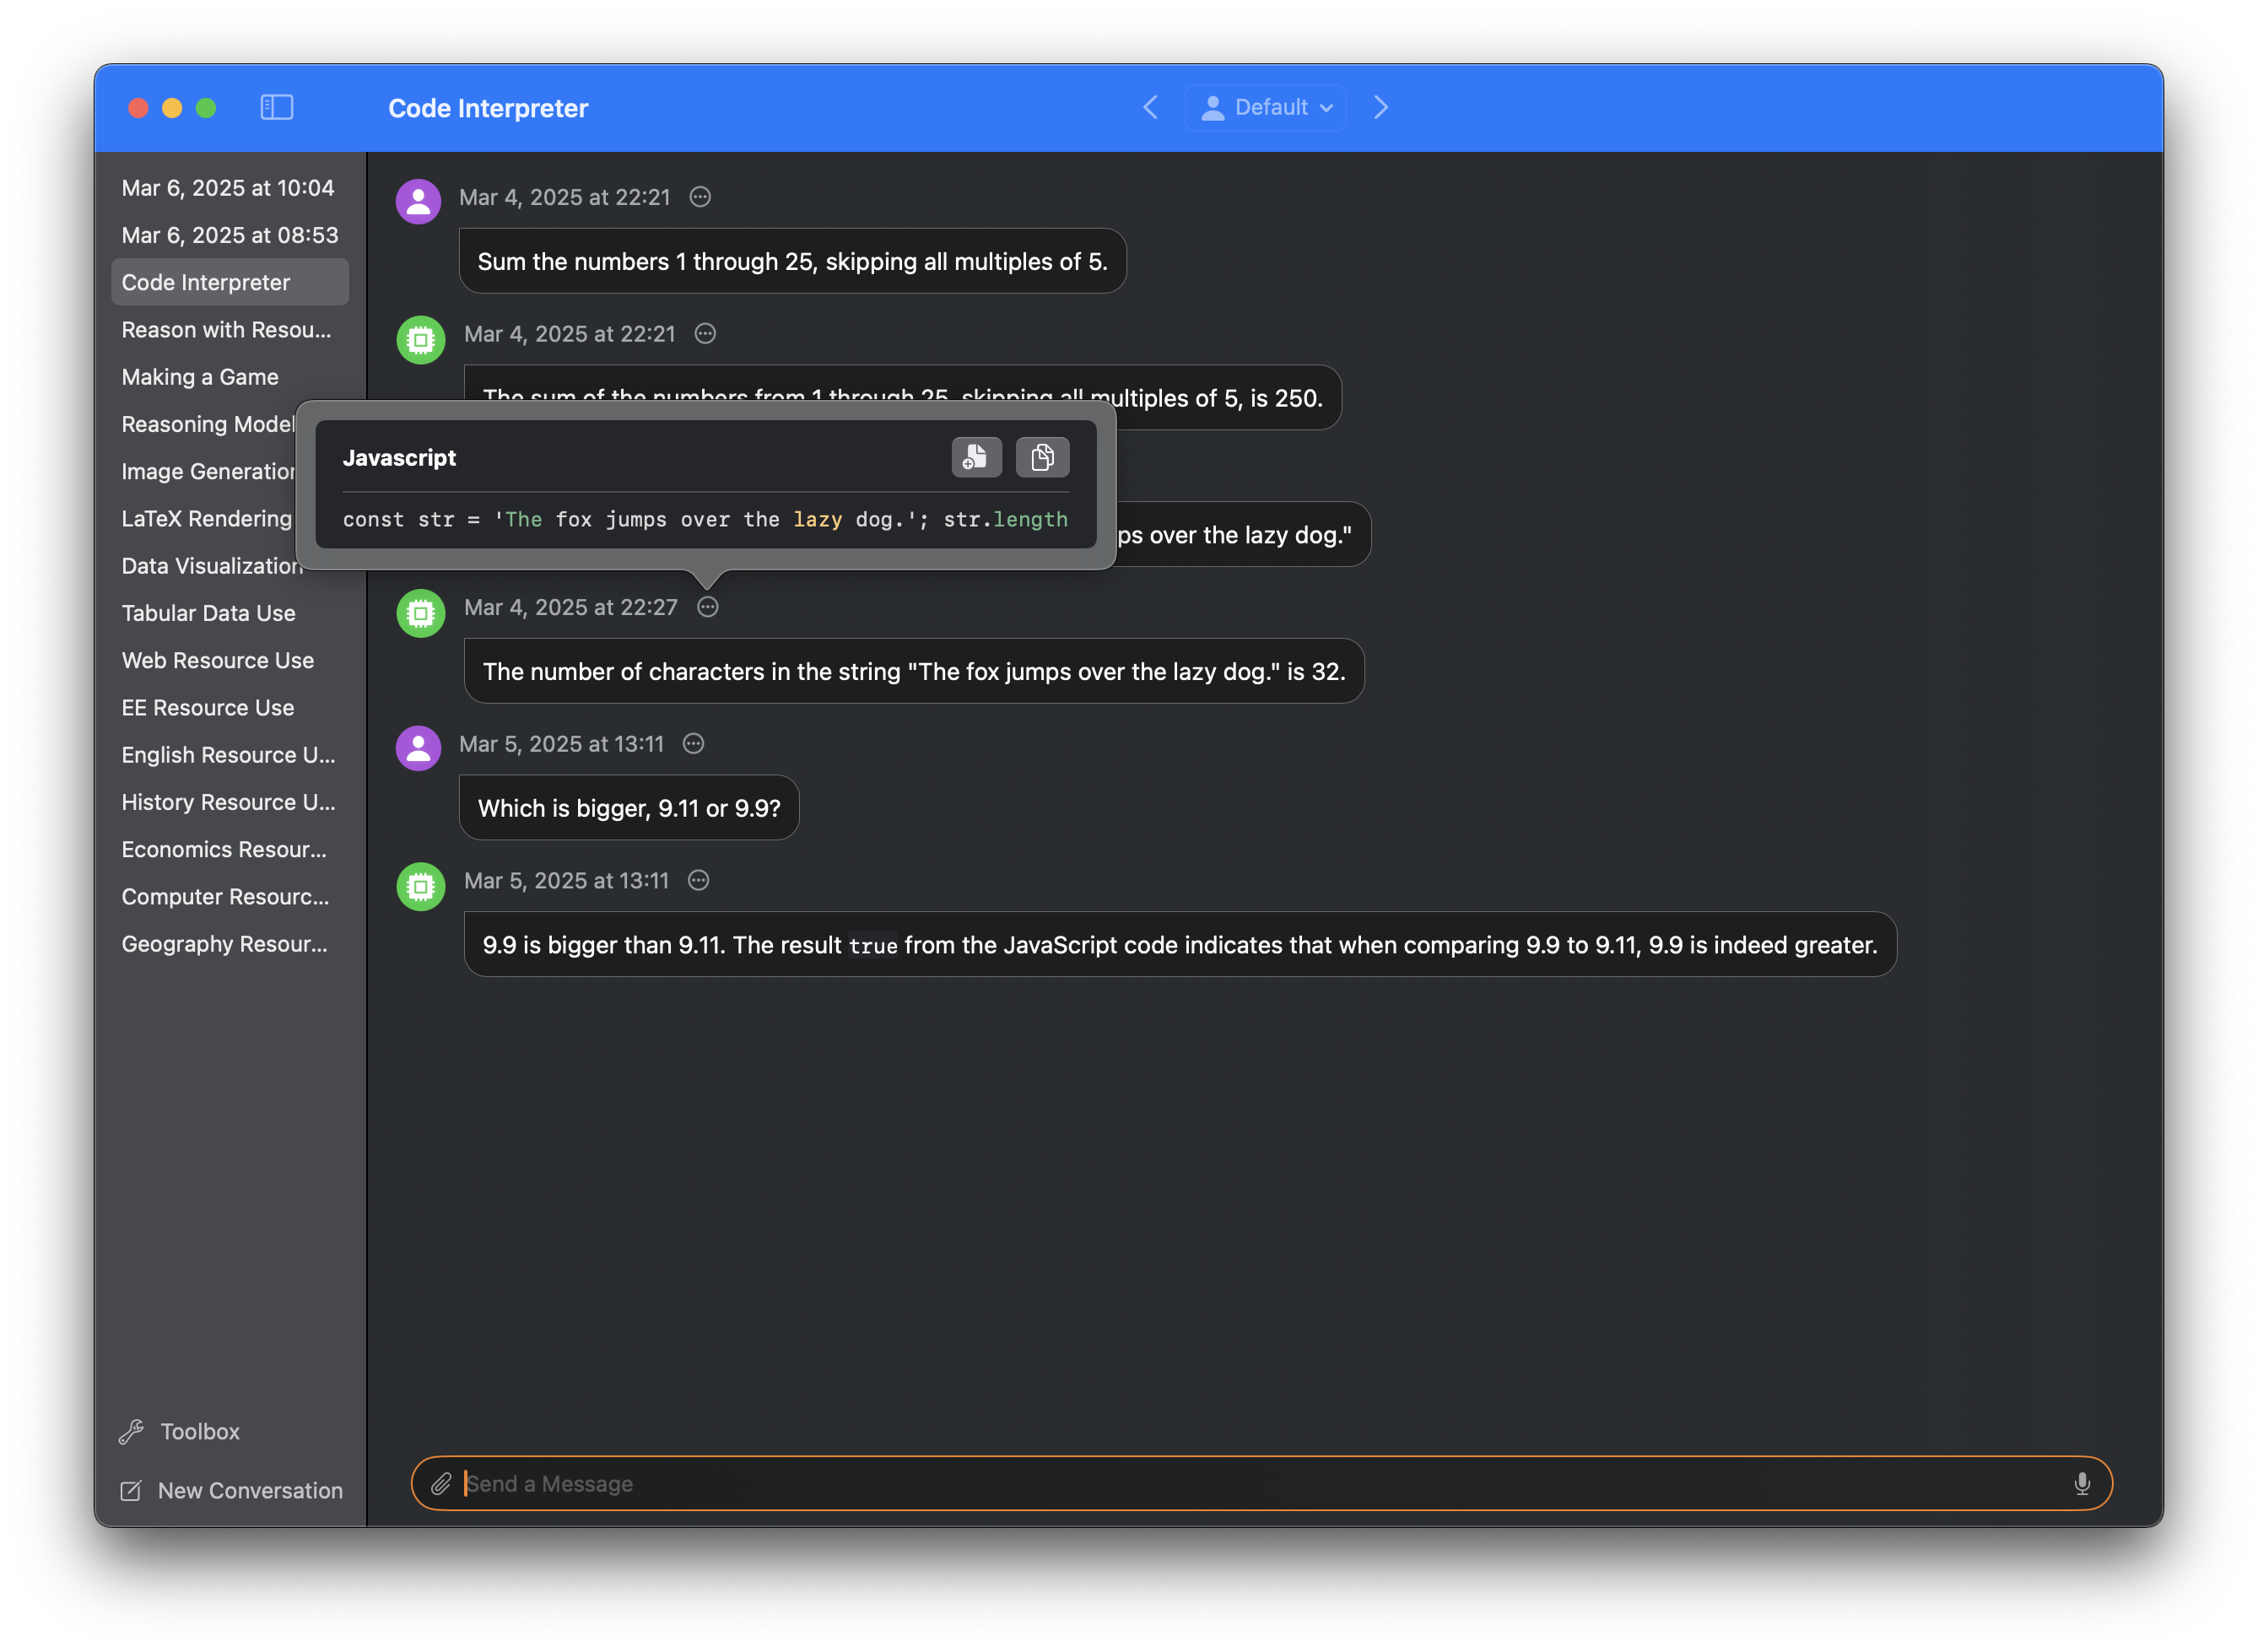 Code Interpreter
Default
Mar 6, 2025 at 10:04
Mar 6, 2025 at 08:53
Code Interpreter
Reason with Resou...
Making a Game
Reasoning Model
Image Generation
LaTeX Rendering
Data Visualization
Tabular Data Use
Web Resource Use
EE Resource Use
English Resource U...
History Resource U...
Economics Resour...
Computer Resourc...
Geography Resour...
Toolbox
New Conversation
Mar 4, 2025 at 22:21
Sum the numbers 1 through 25, skipping all multiples of 5.
Mar 4, 2025 at 22:21
The sum of the numbers from 1 through 25, skipping all multiples of 5, is 250.
Javascript
const str = 'The fox jumps over the lazy dog.'; str.length
ps over the lazy dog."
Mar 4, 2025 at 22:27
The number of characters in the string "The fox jumps over the lazy dog." is 32.
Mar 5, 2025 at 13:11
Which is bigger, 9.11 or 9.9?
Mar 5, 2025 at 13:11
9.9 is bigger than 9.11. The result true from the JavaScript code indicates that when comparing 9.9 to 9.11, 9.9 is indeed greater.
Send a Message